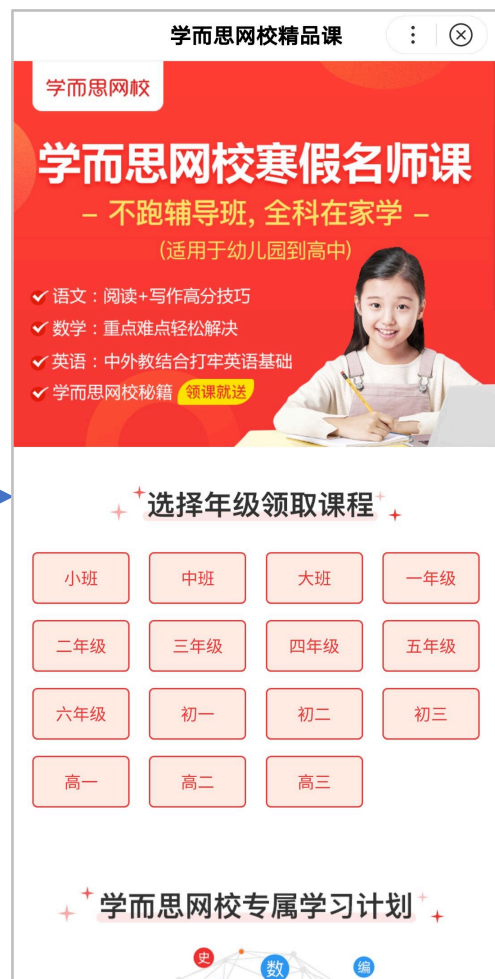 学而思网校精品课
学而思网校
学而思网校寒假名师课
– 不跑辅导班, 全科在家学 –
(适用于幼儿园到高中)
语文：阅读+写作高分技巧
数学：重点难点轻松解决
英语：中外教结合打牢英语基础
学而思网校秘籍 领课就送
选择年级领取课程
小班 中班 大班 一年级
二年级 三年级 四年级 五年级
六年级 初一 初二 初三
高一 高二 高三
学而思网校专属学习计划
史 数 编